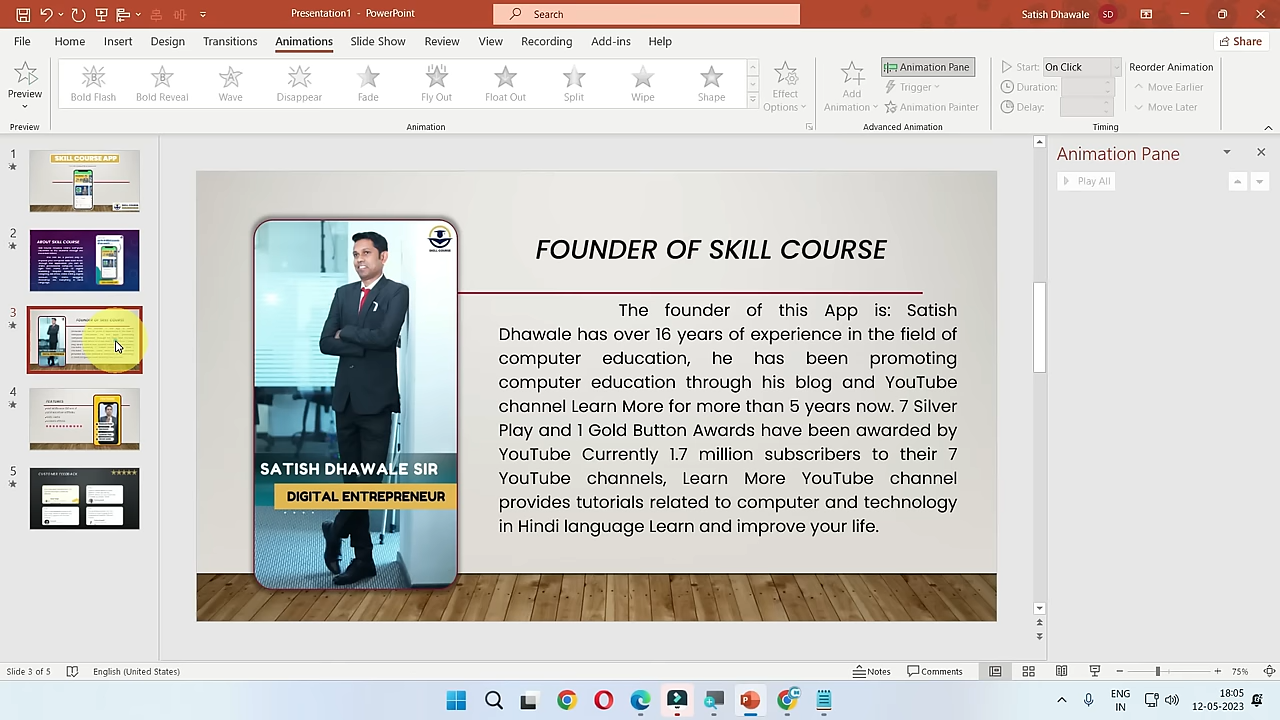 Presentation1 - PowerPoint
Search
Satish Dhawale
SD
File
Home
Insert
Design
Transitions
Animations
Slide Show
Review
View
Recording
Add-ins
Help
Share
Preview
Bold Flash
Bold Reveal
Wave
Disappear
Fade
Fly Out
Float Out
Split
Wipe
Shape
Effect
Options
Add
Animation
Animation Pane
Trigger
Animation Painter
Start: On Click
Duration:
Delay:
Reorder Animation
Move Earlier
Move Later
Preview
Animation
Advanced Animation
Timing
1
SKILL COURSE APP
2
ABOUT SKILL COURSE
3
4
FEATURES
5
CUSTOMER FEEDBACK
SKILL COURSE
SATISH DHAWALE SIR
DIGITAL ENTREPRENEUR
FOUNDER OF SKILL COURSE
The founder of this App is: Satish
Dhawale has over 16 years of experience in the field of
computer education, he has been promoting
computer education through his blog and YouTube
channel Learn More for more than 5 years now. 7 Silver
Play and 1 Gold Button Awards have been awarded by
YouTube Currently 1.7 million subscribers to their 7
YouTube channels, Learn More YouTube channel
provides tutorials related to computer and technology
in Hindi language Learn and improve your life.
Animation Pane
Play All
Slide 3 of 5
English (United States)
Notes
Comments
75%
ENG
IN
18:05
12-05-2023